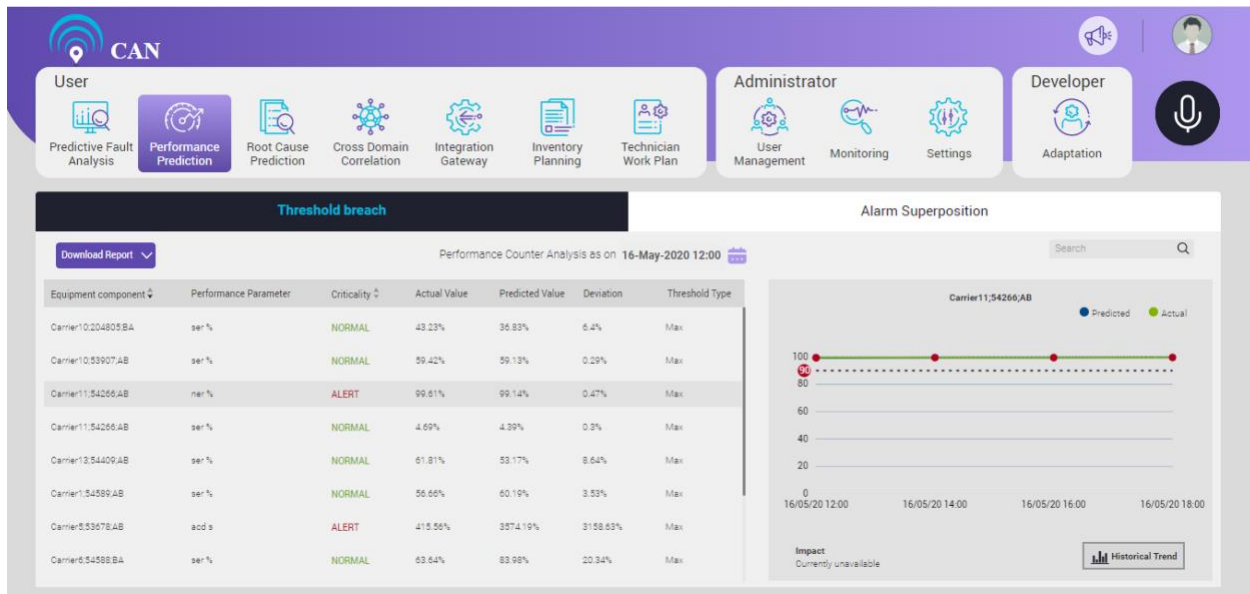 CAN
User
Predictive Fault Analysis
Performance Prediction
Root Cause Prediction
Cross Domain Correlation
Integration Gateway
Inventory Planning
Technician Work Plan
Administrator
User Management
Monitoring
Settings
Developer
Adaptation
Threshold breach
Alarm Superposition
Download Report
Performance Counter Analysis as on 16-May-2020 12:00
Search
Equipment component Performance Parameter Criticality Actual Value Predicted Value Deviation Threshold Type
Carrier10;204805;BA ser % NORMAL 43.23% 36.83% 6.4% Max
Carrier10;53907;AB ser % NORMAL 59.42% 59.13% 0.29% Max
Carrier11;54266;AB ner % ALERT 99.61% 99.14% 0.47% Max
Carrier11;54266;AB ser % NORMAL 4.69% 4.39% 0.3% Max
Carrier13;54409;AB ser % NORMAL 61.81% 53.17% 8.64% Max
Carrier1;54589;AB ser % NORMAL 56.66% 60.19% 3.53% Max
Carrier5;53678;AB acd s ALERT 415.56% 3574.19% 3158.63% Max
Carrier6;54588;BA ser % NORMAL 63.64% 83.98% 20.34% Max
Carrier11;54266;AB
Predicted Actual
100
90
80
60
40
20
0
16/05/20 12:00 16/05/20 14:00 16/05/20 16:00 16/05/20 18:00
Impact
Currently unavailable
Historical Trend